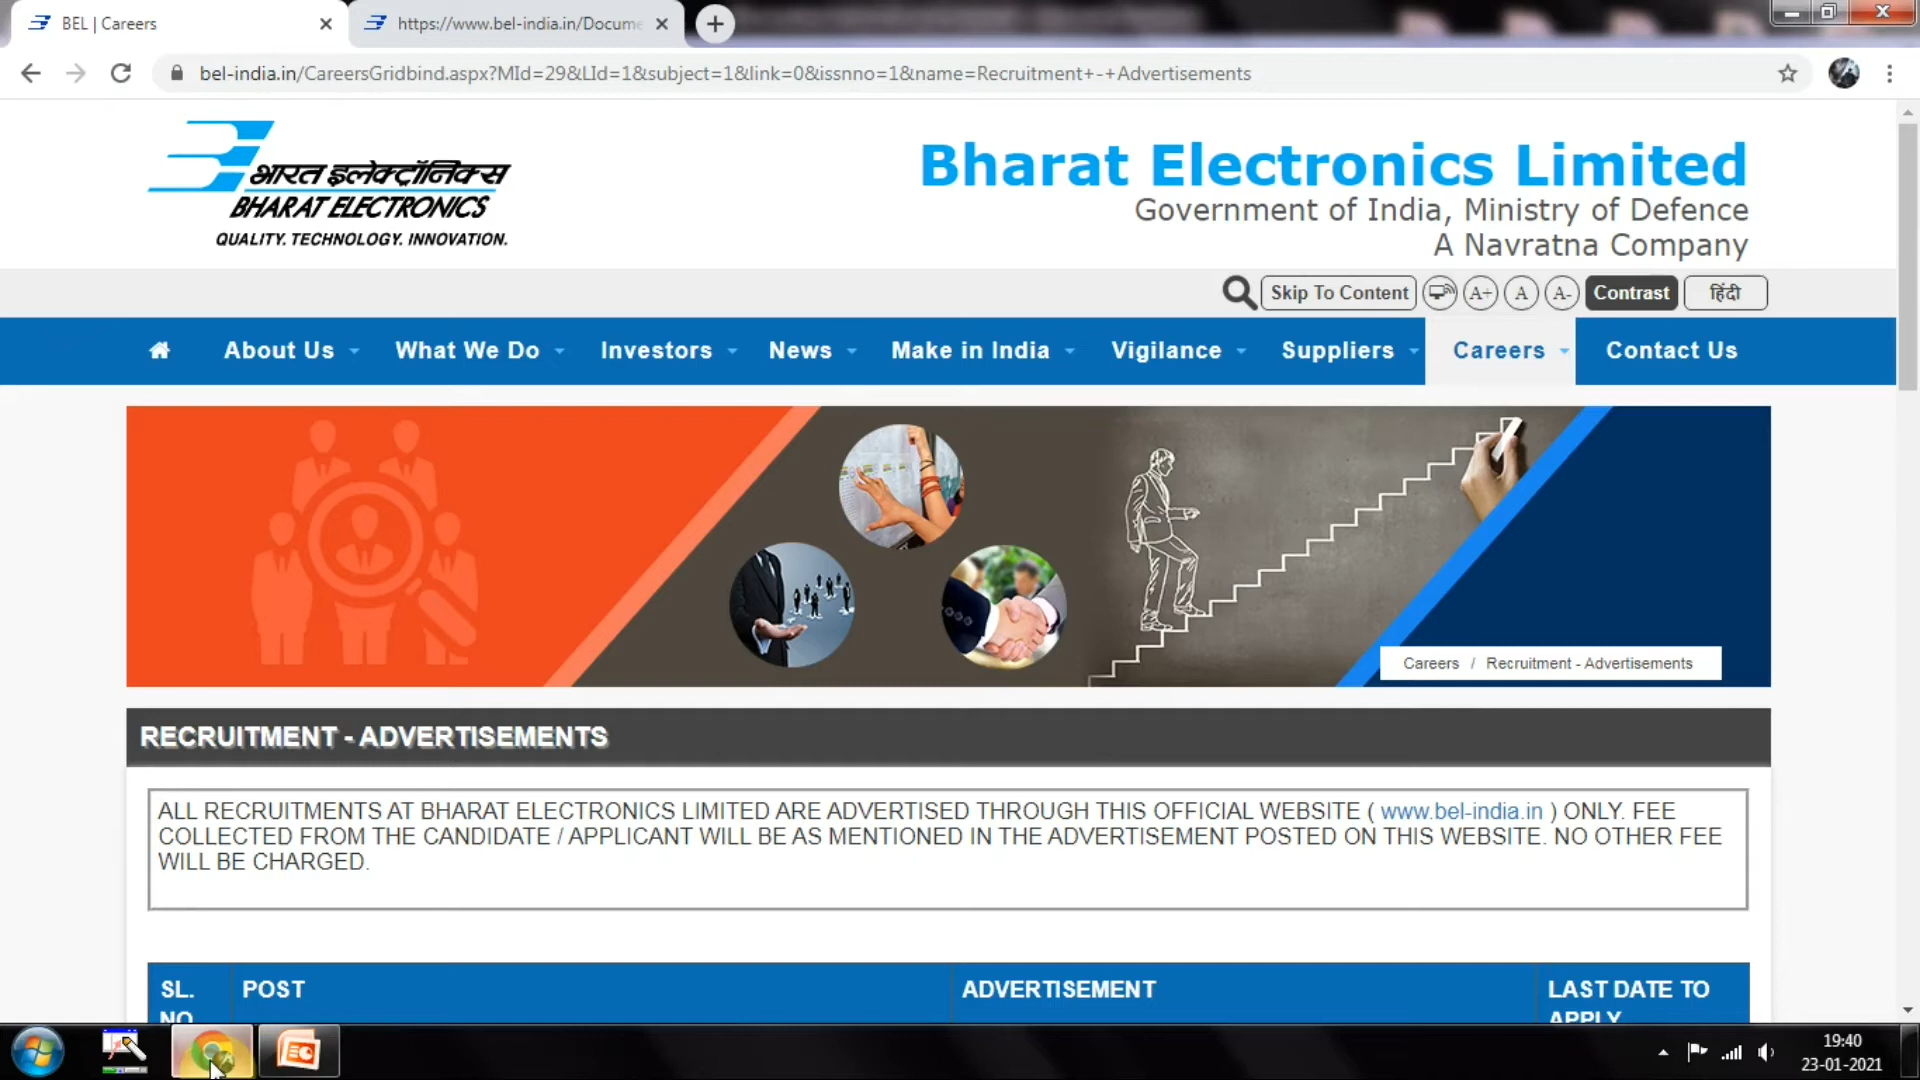 BEL | Careers
https://www.bel-india.in/Docume
bel-india.in/CareersGridbind.aspx?MId=29&LId=1&subject=1&link=0&issnno=1&name=Recruitment+-+Advertisements
भारत इलेक्ट्रॉनिक्स
BHARAT ELECTRONICS
QUALITY. TECHNOLOGY. INNOVATION.
Bharat Electronics Limited
Government of India, Ministry of Defence
A Navratna Company
Skip To Content A+ A A- Contrast हिंदी
About Us What We Do Investors News Make in India Vigilance Suppliers Careers Contact Us
Careers / Recruitment - Advertisements
RECRUITMENT - ADVERTISEMENTS
ALL RECRUITMENTS AT BHARAT ELECTRONICS LIMITED ARE ADVERTISED THROUGH THIS OFFICIAL WEBSITE ( www.bel-india.in ) ONLY. FEE
COLLECTED FROM THE CANDIDATE / APPLICANT WILL BE AS MENTIONED IN THE ADVERTISEMENT POSTED ON THIS WEBSITE. NO OTHER FEE
WILL BE CHARGED.
SL. POST ADVERTISEMENT LAST DATE TO
NO APPLY
19:40
23-01-2021